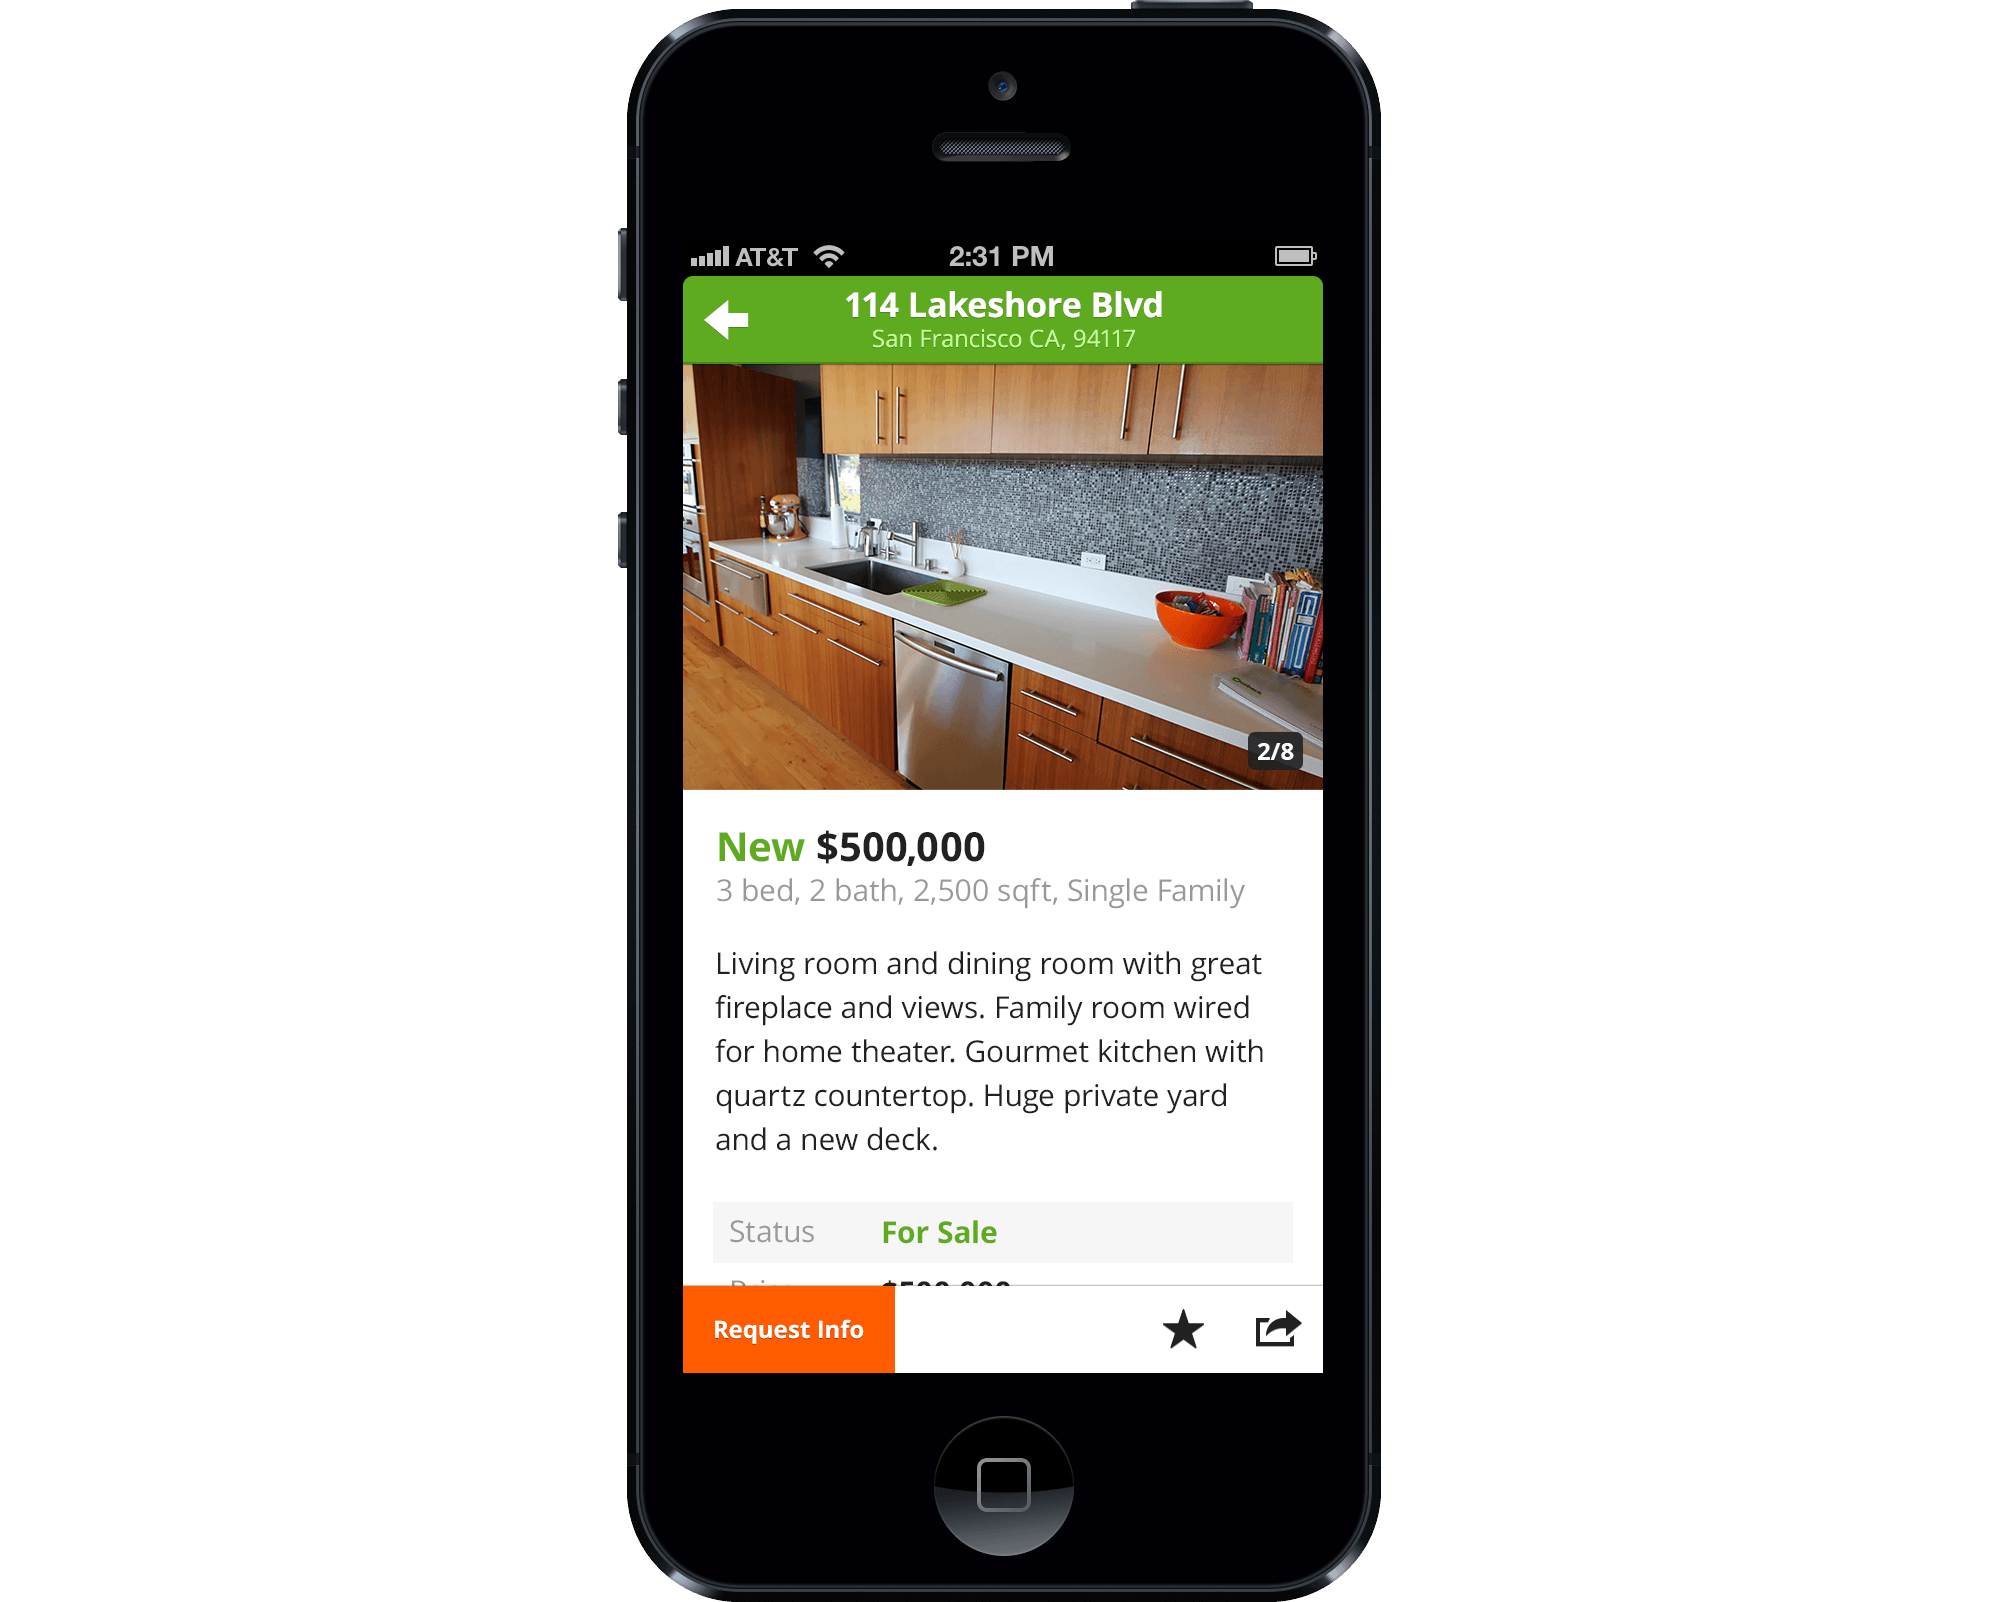 AT&T 2:31 PM
114 Lakeshore Blvd
San Francisco CA, 94117
2/8
New $500,000
3 bed, 2 bath, 2,500 sqft, Single Family
Living room and dining room with great
fireplace and views. Family room wired
for home theater. Gourmet kitchen with
quartz countertop. Huge private yard
and a new deck.
Status For Sale
Price $500,000
Request Info